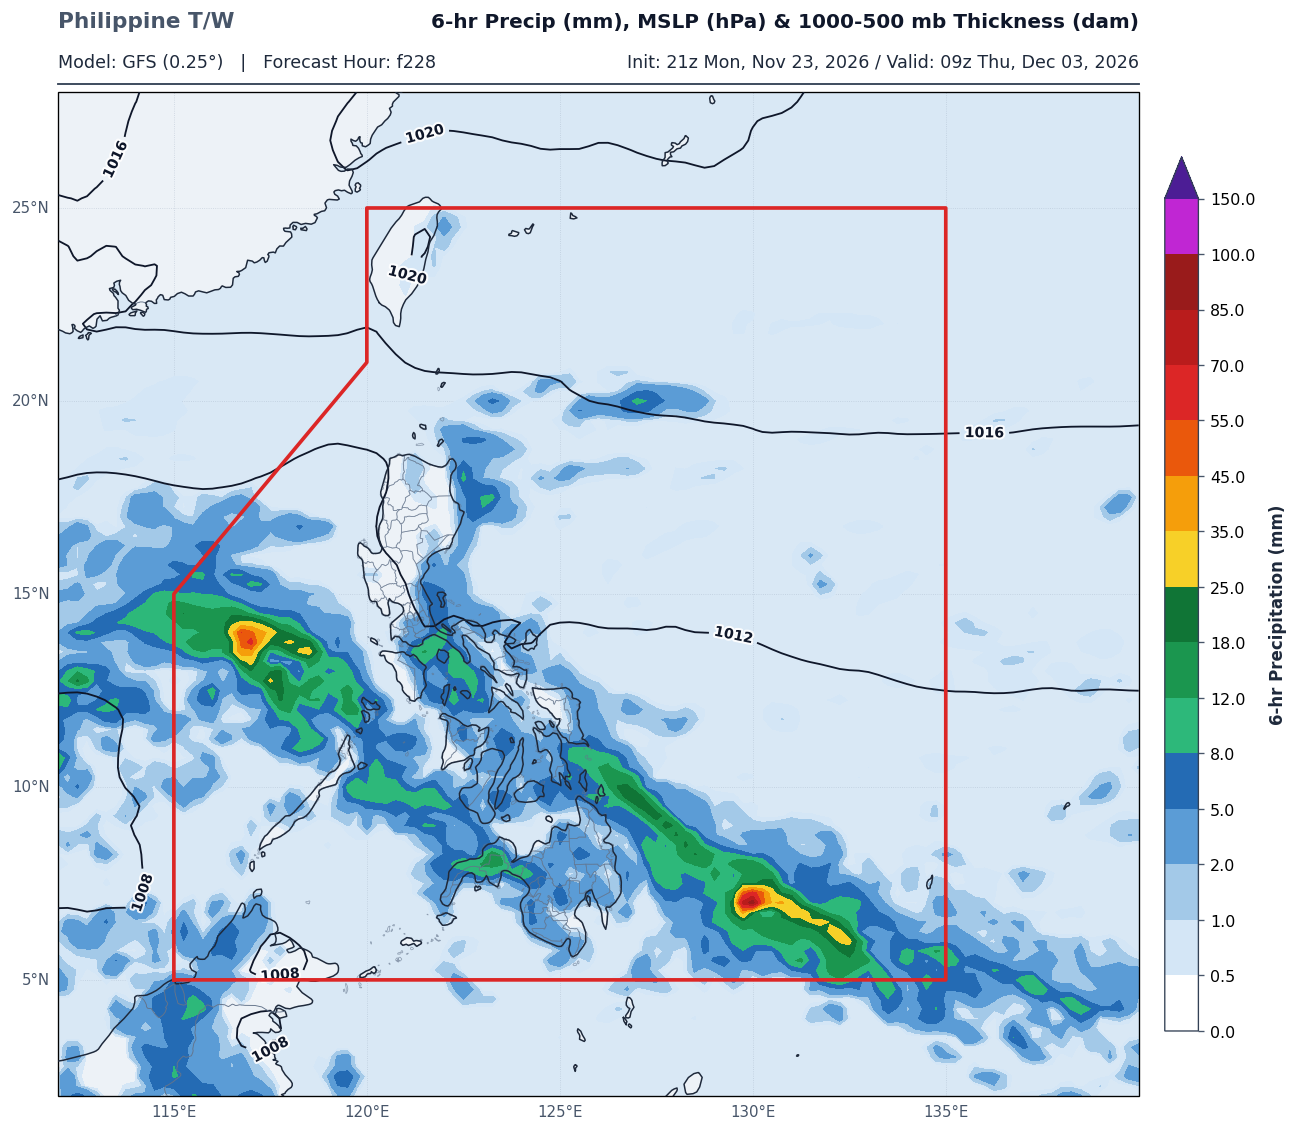 Philippine T/W
6-hr Precip (mm), MSLP (hPa) & 1000-500 mb Thickness (dam)
Model: GFS (0.25°) | Forecast Hour: f228
Init: 21z Mon, Nov 23, 2026 / Valid: 09z Thu, Dec 03, 2026
1016
1020
1020
1016
1012
1008
1008
1008
25°N
20°N
15°N
10°N
5°N
115°E
120°E
125°E
130°E
135°E
150.0
100.0
85.0
70.0
55.0
45.0
35.0
25.0
18.0
12.0
8.0
5.0
2.0
1.0
0.5
0.0
6-hr Precipitation (mm)